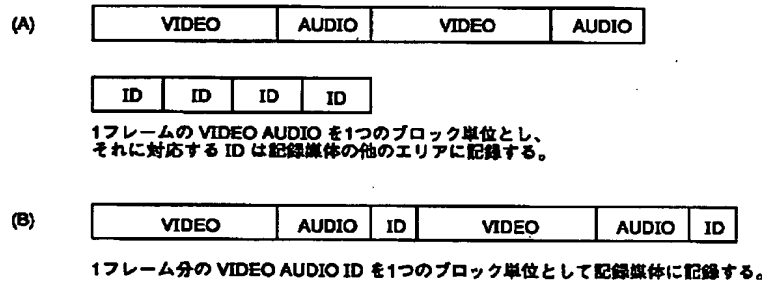 (A) VIDEO AUDIO VIDEO AUDIO
ID ID ID ID
1フレームの VIDEO AUDIO を1つのブロック単位とし、
それに対応する ID は記録媒体の他のエリアに記録する。
(B) VIDEO AUDIO ID VIDEO AUDIO ID
1フレーム分の VIDEO AUDIO ID を1つのブロック単位として記録媒体に記録する。